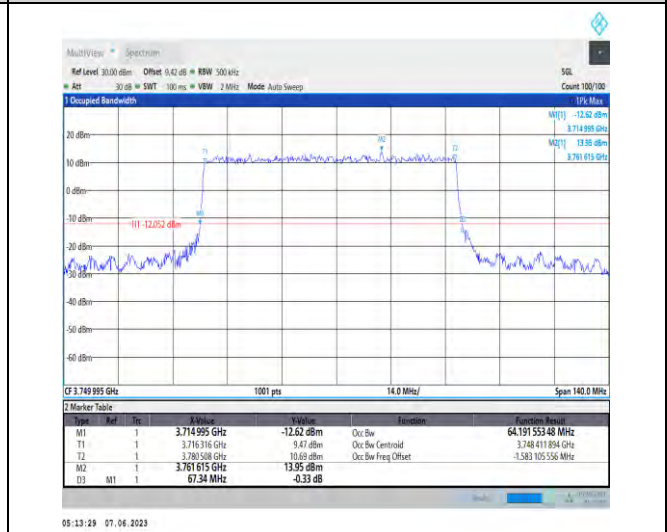 MultiView Spectrum
Ref Level 30.00 dBm Offset 9.42 dB RBW 500 kHz SGL
Att 30 dB SWT 100 ms VBW 2 MHz Mode Auto Sweep Count 100/100
1 Occupied Bandwidth 1Pk Max
M1[1] -12.62 dBm
3.714 995 GHz
M2[1] 13.95 dBm
3.761 615 GHz
20 dBm
M2
T1
T2
10 dBm
0 dBm
-10 dBm
M1
H1 -12.052 dBm
D3
-20 dBm
-30 dBm
-40 dBm
-50 dBm
-60 dBm
CF 3.749 995 GHz 1001 pts 14.0 MHz/ Span 140.0 MHz
2 Marker Table
Type Ref Trc X-Value Y-Value Function Function Result
M1 1 3.714 995 GHz -12.62 dBm Occ Bw 64.191 553 48 MHz
T1 1 3.716 316 GHz 9.47 dBm Occ Bw Centroid 3.748 411 894 GHz
T2 1 3.780 508 GHz 10.69 dBm Occ Bw Freq Offset -1.583 105 556 MHz
M2 1 3.761 615 GHz 13.95 dBm
D3 M1 1 67.34 MHz -0.33 dB
05:13:29 07.06.2023